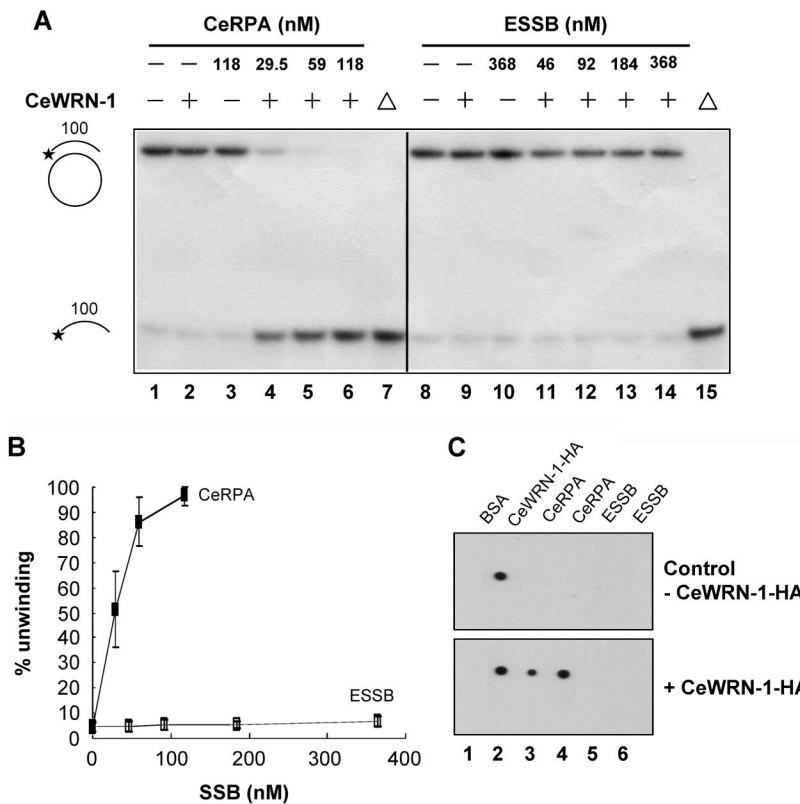 A
CeRPA (nM) ESSB (nM)
— — 118 29.5 59 118 — — 368 46 92 184 368
CeWRN-1 — + — + + + △ — + — + + + + △
100
100
1 2 3 4 5 6 7 8 9 10 11 12 13 14 15
B
100
90
80
70
60
50
40
30
20
10
0
% unwinding
CeRPA
ESSB
0 100 200 300 400
SSB (nM)
C
BSA CeWRN-1-HA CeRPA CeRPA ESSB ESSB
Control
- CeWRN-1-HA
+ CeWRN-1-HA
1 2 3 4 5 6